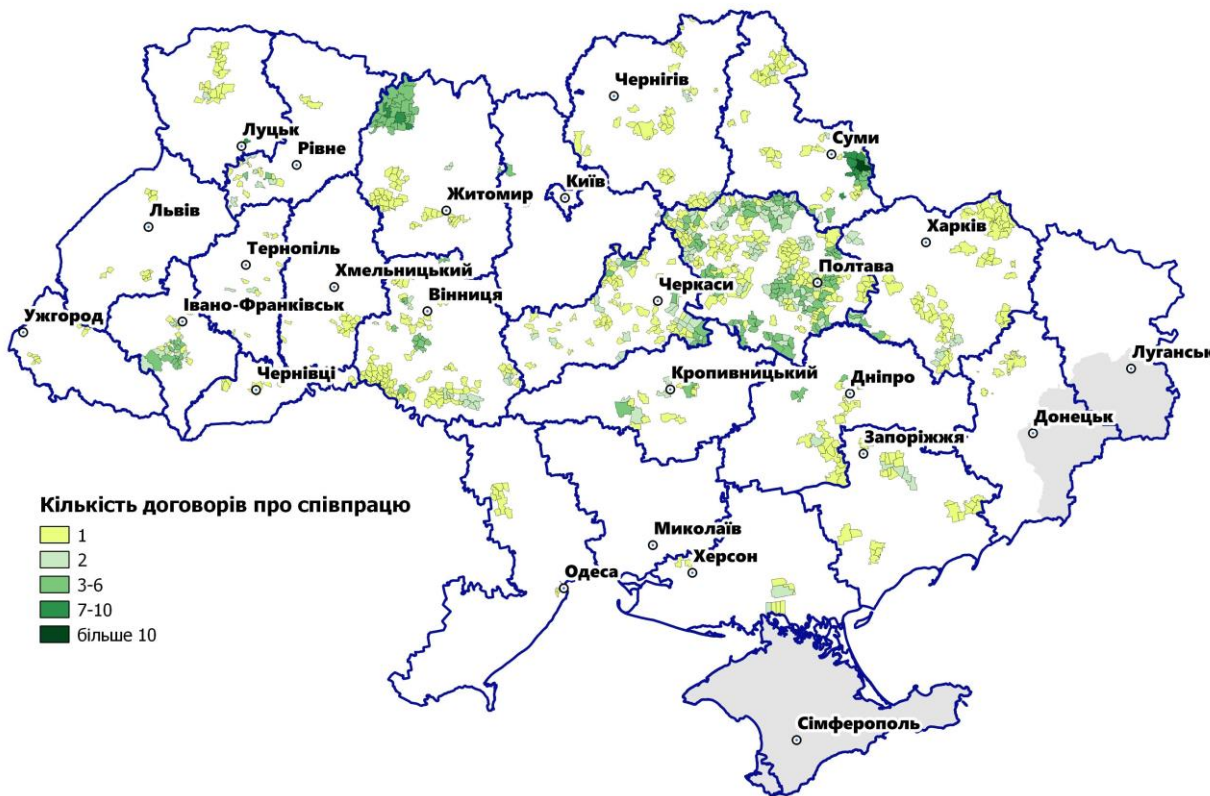 Чернігів
Суми
Луцьк
Рівне
Київ
Житомир
Львів
Харків
Тернопіль
Хмельницький
Полтава
Івано-Франківськ
Вінниця
Черкаси
Ужгород
Луганськ
Чернівці
Кропивницький
Дніпро
Донецьк
Запоріжжя
Кількість договорів про співпрацю
1
2
3-6
7-10
більше 10
Миколаїв
Херсон
Одеса
Сімферополь